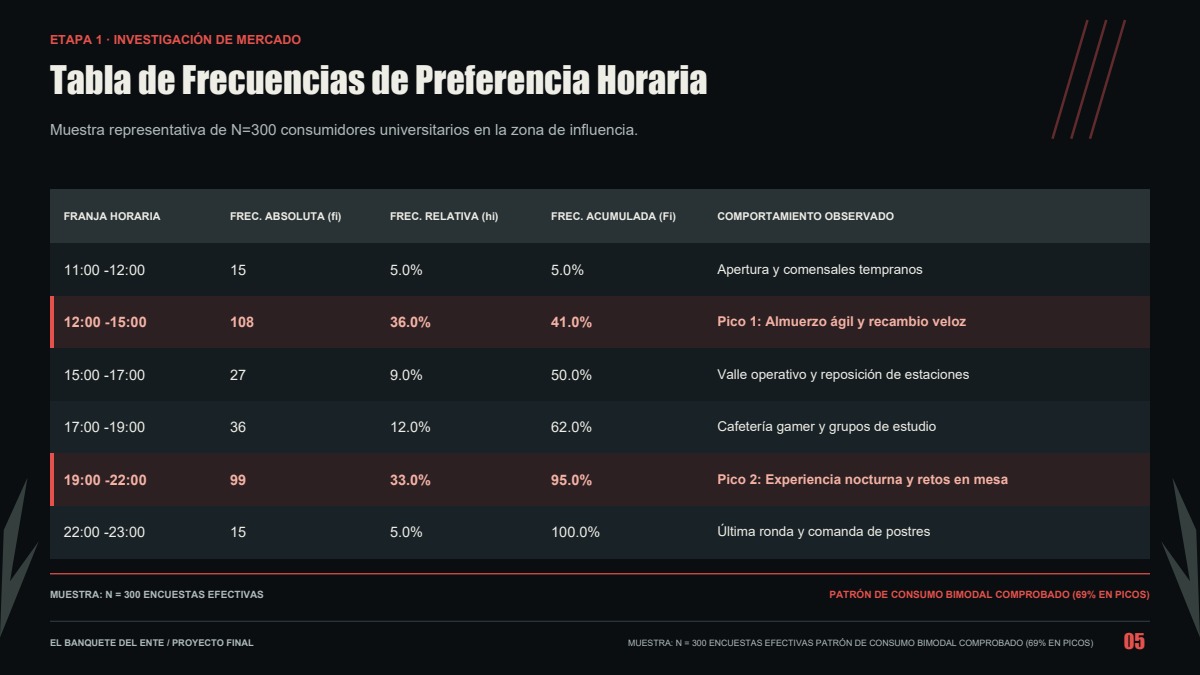 ETAPA 1 · INVESTIGACIÓN DE MERCADO
Tabla de Frecuencias de Preferencia Horaria
Muestra representativa de N=300 consumidores universitarios en la zona de influencia.
FRANJA HORARIA FREC. ABSOLUTA (fi) FREC. RELATIVA (hi) FREC. ACUMULADA (Fi) COMPORTAMIENTO OBSERVADO
11:00 -12:00 15 5.0% 5.0% Apertura y comensales tempranos
12:00 -15:00 108 36.0% 41.0% Pico 1: Almuerzo ágil y recambio veloz
15:00 -17:00 27 9.0% 50.0% Valle operativo y reposición de estaciones
17:00 -19:00 36 12.0% 62.0% Cafetería gamer y grupos de estudio
19:00 -22:00 99 33.0% 95.0% Pico 2: Experiencia nocturna y retos en mesa
22:00 -23:00 15 5.0% 100.0% Última ronda y comanda de postres
MUESTRA: N = 300 ENCUESTAS EFECTIVAS PATRÓN DE CONSUMO BIMODAL COMPROBADO (69% EN PICOS)
EL BANQUETE DEL ENTE / PROYECTO FINAL MUESTRA: N = 300 ENCUESTAS EFECTIVAS PATRÓN DE CONSUMO BIMODAL COMPROBADO (69% EN PICOS) 05